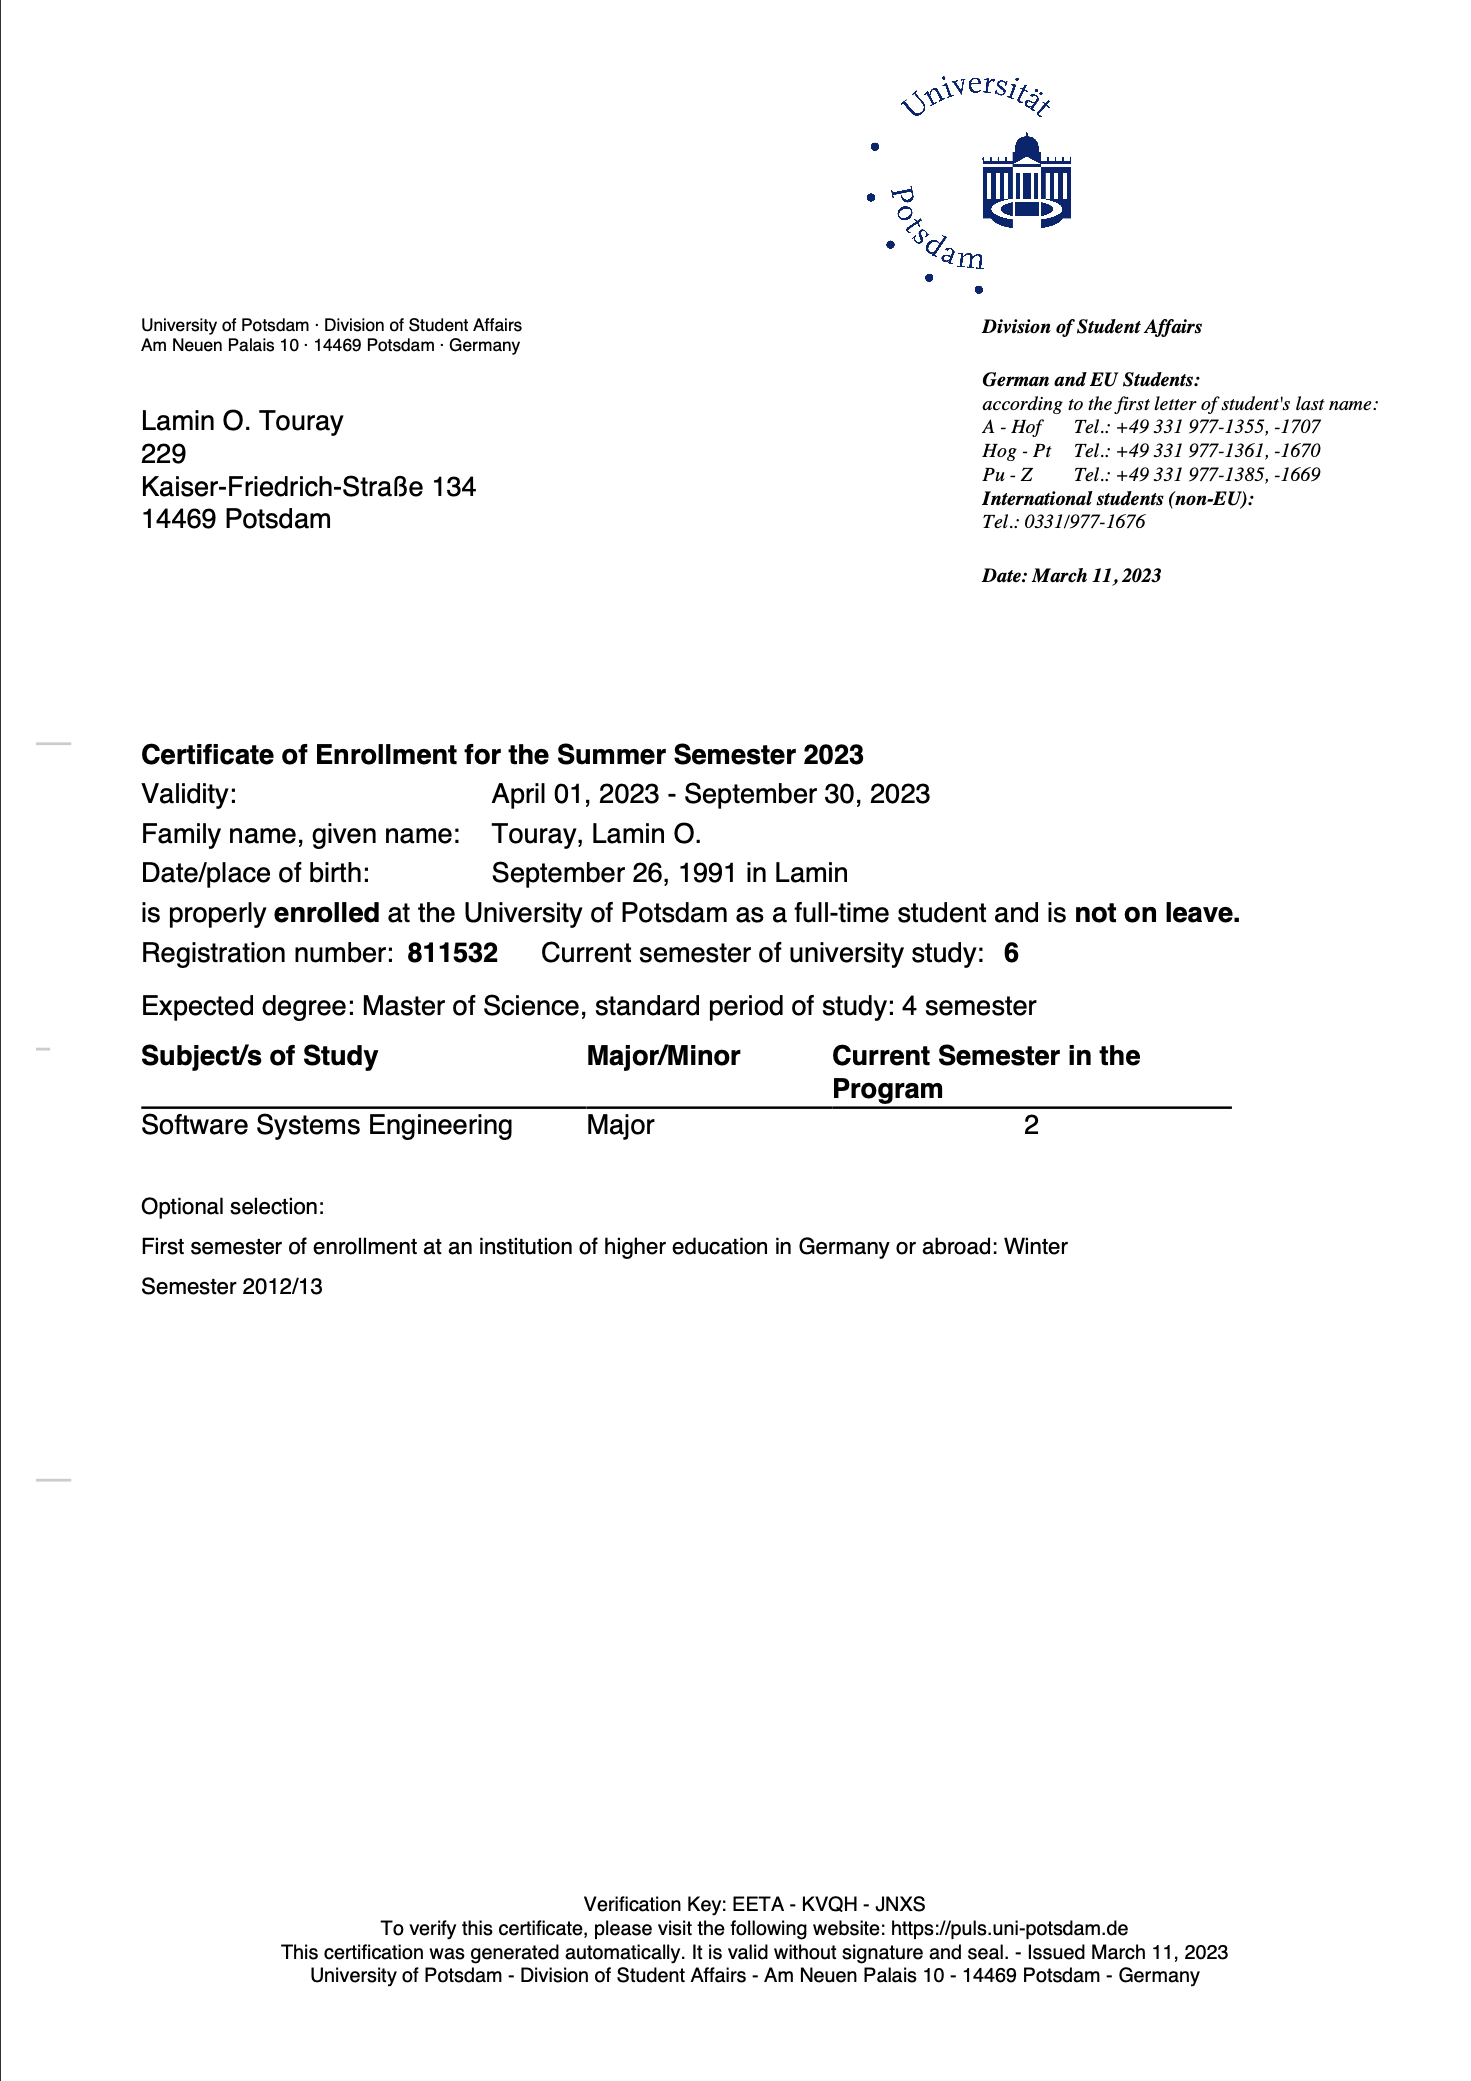 Universität
Potsdam
University of Potsdam · Division of Student Affairs
Am Neuen Palais 10 · 14469 Potsdam · Germany
Lamin O. Touray
229
Kaiser-Friedrich-Straße 134
14469 Potsdam
Division of Student Affairs
German and EU Students:
according to the first letter of student's last name:
A - Hof Tel.: +49 331 977-1355, -1707
Hog - Pt Tel.: +49 331 977-1361, -1670
Pu - Z Tel.: +49 331 977-1385, -1669
International students (non-EU):
Tel.: 0331/977-1676
Date: March 11, 2023
Certificate of Enrollment for the Summer Semester 2023
Validity: April 01, 2023 - September 30, 2023
Family name, given name: Touray, Lamin O.
Date/place of birth: September 26, 1991 in Lamin
is properly enrolled at the University of Potsdam as a full-time student and is not on leave.
Registration number: 811532 Current semester of university study: 6
Expected degree: Master of Science, standard period of study: 4 semester
Subject/s of Study Major/Minor Current Semester in the
Program
Software Systems Engineering Major 2
Optional selection:
First semester of enrollment at an institution of higher education in Germany or abroad: Winter
Semester 2012/13
Verification Key: EETA - KVQH - JNXS
To verify this certificate, please visit the following website: https://puls.uni-potsdam.de
This certification was generated automatically. It is valid without signature and seal. - Issued March 11, 2023
University of Potsdam - Division of Student Affairs - Am Neuen Palais 10 - 14469 Potsdam - Germany